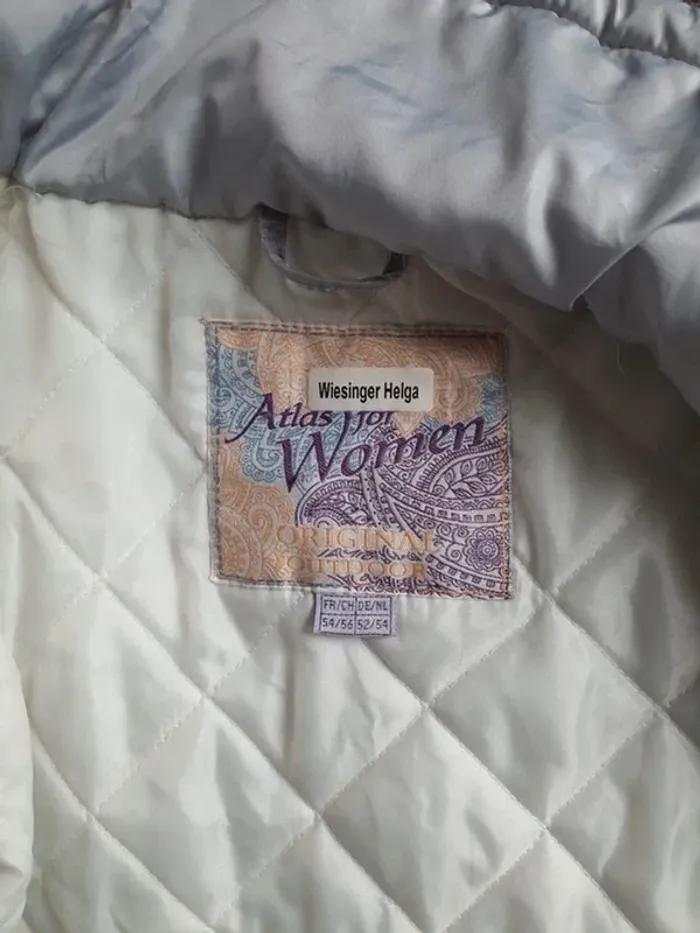 Wiesinger Helga
Atlas for
Women
ORIGINAL
OUTDOOR
FR/CH DE/NL
54/56 52/54